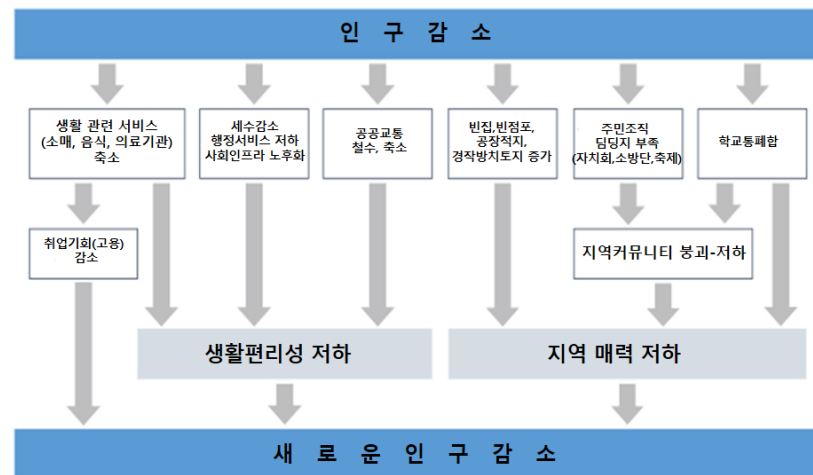 인 구 감 소
생활 관련 서비스
(소매, 음식, 의료기관)
축소
세수감소
행정서비스 저하
사회인프라 노후화
공공교통
철수, 축소
빈집,빈점포,
공장적지,
경작방치토지 증가
주민조직
딤딩지 부족
(자치회,소방단,축제)
학교통폐합
취업기회(고용)
감소
지역커뮤니티 붕괴-저하
생활편리성 저하
지역 매력 저하
새 로 운 인 구 감 소